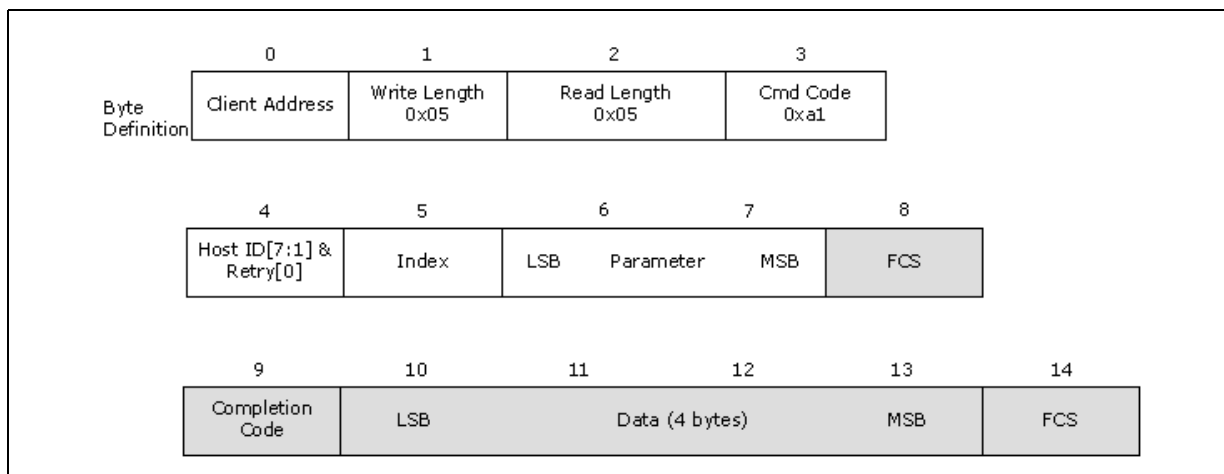 0 1 2 3
Byte Definition
Client Address
Write Length
0x05
Read Length
0x05
Cmd Code
0xa1
4 5 6 7 8
Host ID[7:1] &
Retry[0]
Index
LSB Parameter MSB
FCS
9 10 11 12 13 14
Completion
Code
LSB Data (4 bytes) MSB
FCS